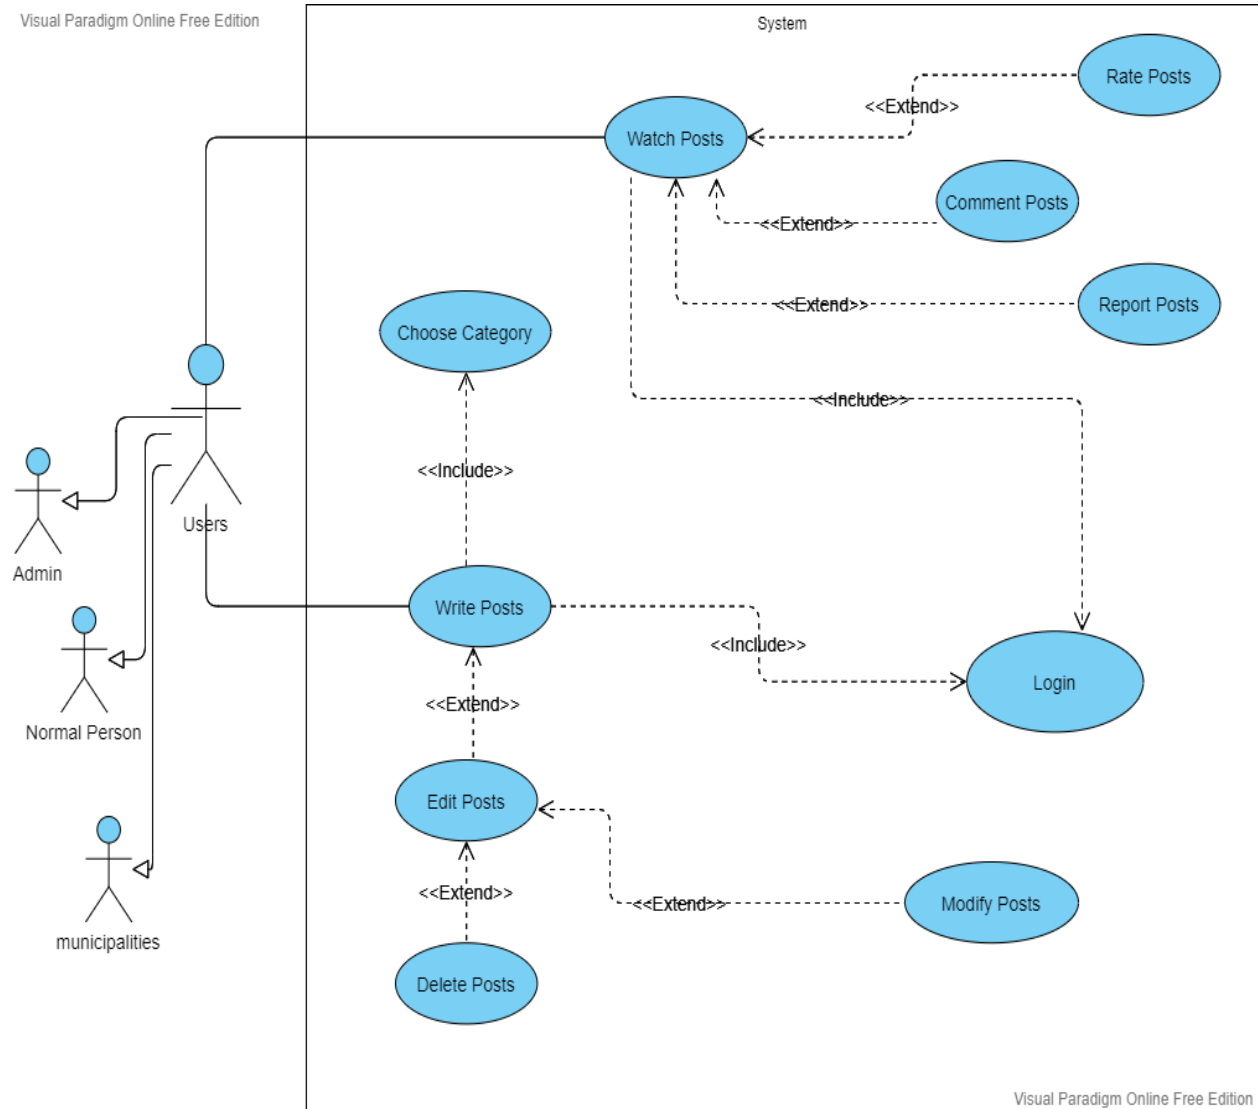 Visual Paradigm Online Free Edition
System
Rate Posts
<<Extend>>
Watch Posts
Comment Posts
<<Extend>>
Report Posts
<<Extend>>
Choose Category
<<Include>>
<<Include>>
Users
Admin
Write Posts
<<Include>>
Login
<<Extend>>
Normal Person
Edit Posts
<<Extend>>
<<Extend>>
Modify Posts
municipalities
Delete Posts
Visual Paradigm Online Free Edition